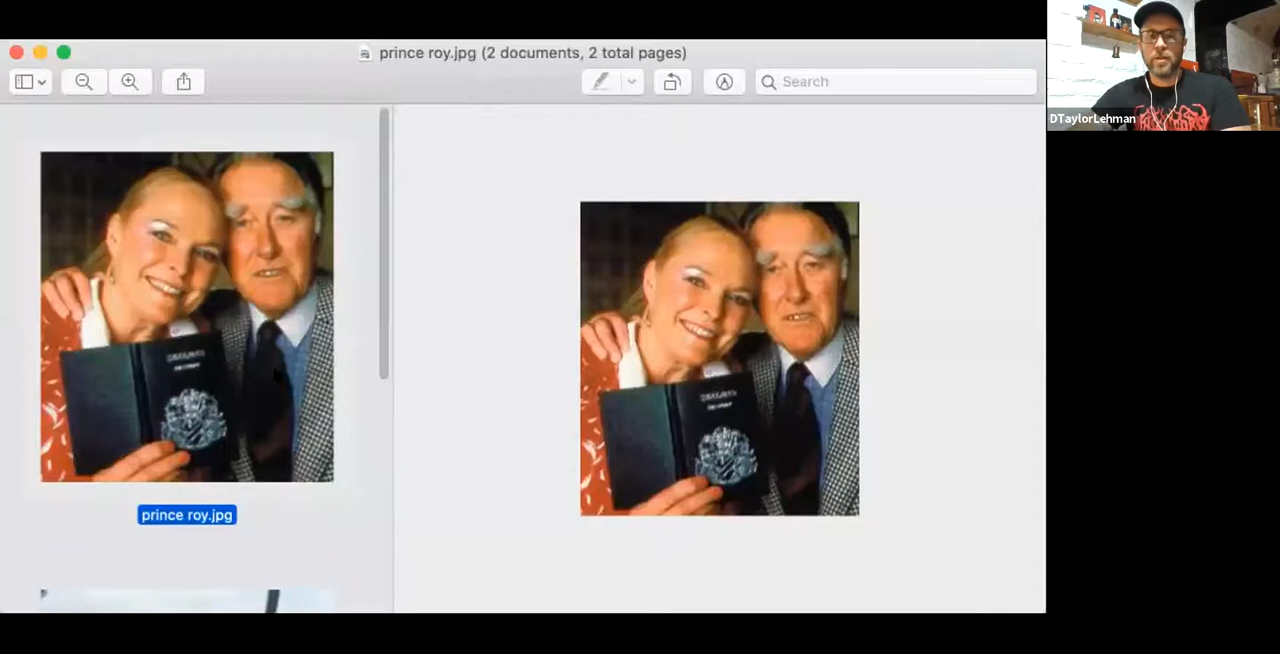 prince roy.jpg (2 documents, 2 total pages)
Search
DTaylorLehman
prince roy.jpg